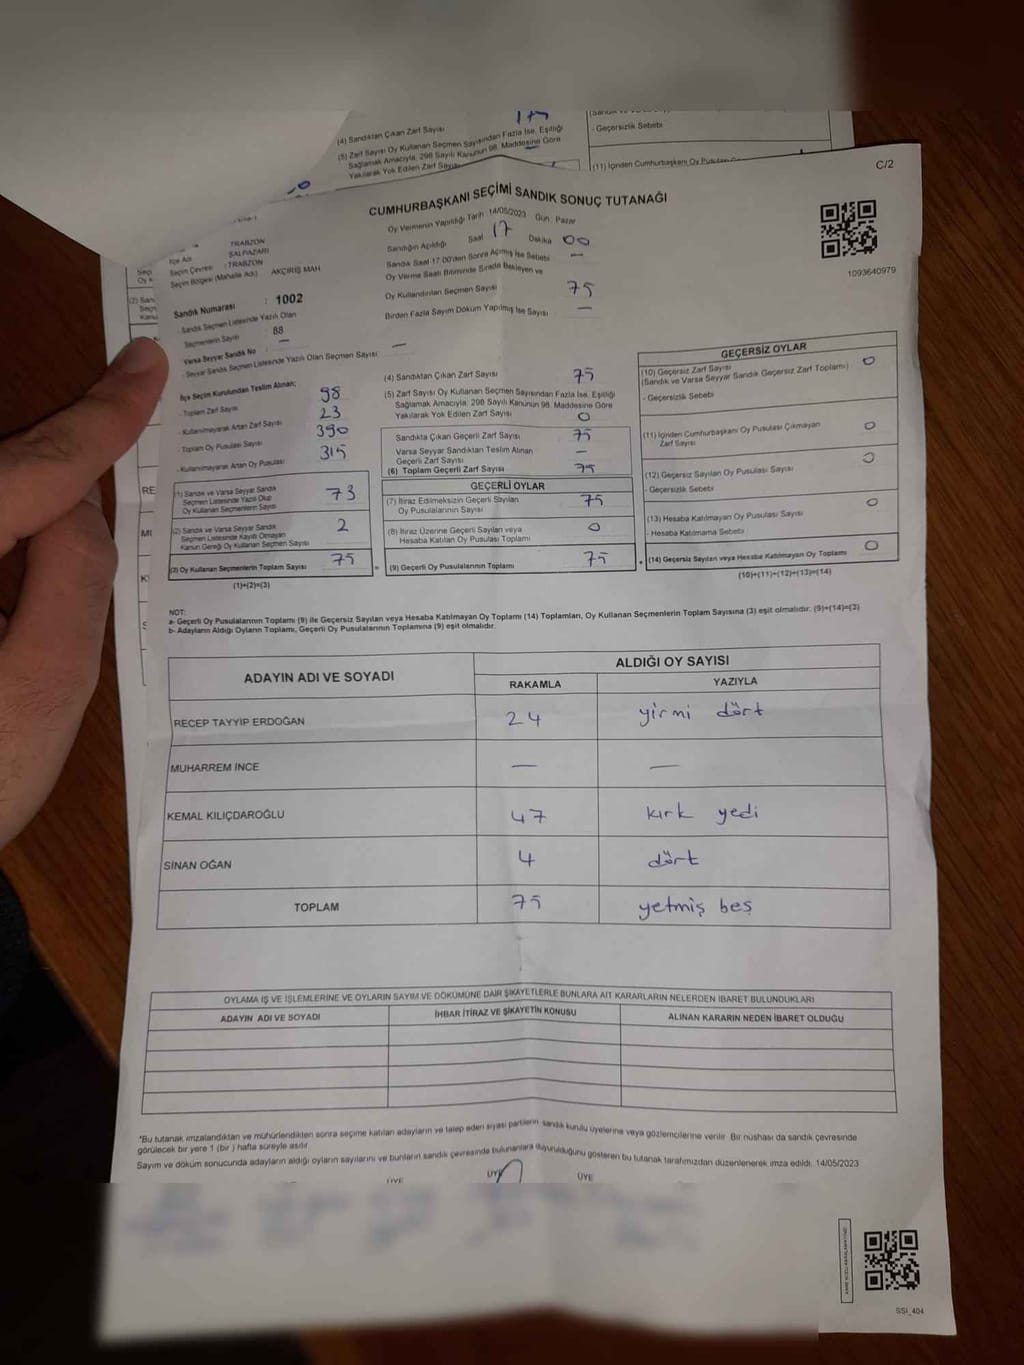 175
(4) Sandıktan Çıkan Zarf Sayısı
(5) Zarf Sayısı Oy Kullanan Seçmen Sayısından Fazla İse, Eşitliği
Sağlamak Amacıyla, 298 Sayılı Kanunun 98. Maddesine Göre
Yakılarak Yok Edilen Zarf Sayısı
- Geçersizlik Sebebi
(11) İçinden Cumhurbaşkanı Oy Pusulası
C/2
CUMHURBAŞKANI SEÇİMİ SANDIK SONUÇ TUTANAĞI
Oy Vermenin Yapıldığı Tarih :14/05/2023 Gün: Pazar
Sandığın Açıldığı Saat 17 Dakika 00
Sandık Saat 17:00'den Sonra Açılmış İse Sebebi —
Oy Verme Saati Bitiminde Sırada Bekleyen ve
Oy Kullandırılan Seçmen Sayısı 75
Birden Fazla Sayım Döküm Yapılmış İse Sayısı —
1093640979
TRABZON
İlçe Adı ŞALPAZARI
Seçim Çevresi : TRABZON
Seçim Bölgesi (Mahalle Adı) AKÇİRİŞ MAH
Sandık Numarası : 1002
- Sandık Seçmen Listesinde Yazılı Olan
Seçmenlerin Sayısı : 88
Varsa Seyyar Sandık No —
- Seyyar Sandık Seçmen Listesinde Yazılı Olan Seçmen Sayısı —
İlçe Seçim Kurulundan Teslim Alınan;
- Toplam Zarf Sayısı 98
- Kullanılmayarak Artan Zarf Sayısı 23
- Toplam Oy Pusulası Sayısı 390
- Kullanılmayarak Artan Oy Pusulası 315
(1) Sandık ve Varsa Seyyar Sandık
Seçmen Listesinde Yazılı Olup
Oy Kullanan Seçmenlerin Sayısı 73
(2) Sandık ve Varsa Seyyar Sandık
Seçmen Listesinde Kayıtlı Olmayan
Kanun Gereği Oy Kullanan Seçmen Sayısı 2
(3) Oy Kullanan Seçmenlerin Toplam Sayısı 75
(1)+(2)=(3)
(4) Sandıktan Çıkan Zarf Sayısı 75
(5) Zarf Sayısı Oy Kullanan Seçmen Sayısından Fazla İse, Eşitliği
Sağlamak Amacıyla, 298 Sayılı Kanunun 98. Maddesine Göre
Yakılarak Yok Edilen Zarf Sayısı 0
Sandıkta Çıkan Geçerli Zarf Sayısı 75
Varsa Seyyar Sandıktan Teslim Alınan
Geçerli Zarf Sayısı —
(6) Toplam Geçerli Zarf Sayısı 75
GEÇERLİ OYLAR
(7) İtiraz Edilmeksizin Geçerli Sayılan
Oy Pusulalarının Sayısı 75
(8) İtiraz Üzerine Geçerli Sayılan veya
Hesaba Katılan Oy Pusulası Toplamı 0
(9) Geçerli Oy Pusulalarının Toplamı 75
GEÇERSİZ OYLAR
(10) Geçersiz Zarf Sayısı
(Sandık ve Varsa Seyyar Sandık Geçersiz Zarf Toplamı) 0
- Geçersizlik Sebebi
(11) İçinden Cumhurbaşkanı Oy Pusulası Çıkmayan
Zarf Sayısı 0
(12) Geçersiz Sayılan Oy Pusulası Sayısı 0
- Geçersizlik Sebebi
(13) Hesaba Katılmayan Oy Pusulası Sayısı 0
- Hesaba Katılmama Sebebi
(14) Geçersiz Sayılan veya Hesaba Katılmayan Oy Toplamı 0
(10)+(11)+(12)+(13)=(14)
NOT:
a- Geçerli Oy Pusulalarının Toplamı (9) ile Geçersiz Sayılan veya Hesaba Katılmayan Oy Toplamı (14) Toplamları, Oy Kullanan Seçmenlerin Toplam Sayısına (3) eşit olmalıdır. (9)+(14)=(3)
b- Adayların Aldığı Oyların Toplamı, Geçerli Oy Pusulalarının Toplamına (9) eşit olmalıdır.
ADAYIN ADI VE SOYADI ALDIĞI OY SAYISI
RAKAMLA YAZIYLA
RECEP TAYYIP ERDOĞAN 24 yirmi dört
MUHARREM İNCE — —
KEMAL KILIÇDAROĞLU 47 kırk yedi
SİNAN OĞAN 4 dört
TOPLAM 75 yetmiş beş
OYLAMA İŞ VE İŞLEMLERİNE VE OYLARIN SAYIM VE DÖKÜMÜNE DAİR ŞİKAYETLERLE BUNLARA AİT KARARLARIN NELERDEN İBARET BULUNDUKLARI
ADAYIN ADI VE SOYADI İHBAR İTİRAZ VE ŞİKAYETİN KONUSU ALINAN KARARIN NEDEN İBARET OLDUĞU
*Bu tutanak imzalandıktan ve mühürlendikten sonra seçime katılan adayların ve talep eden siyasi partilerin sandık kurulu üyelerine veya gözlemcilerine verilir. Bir nüshası da sandık çevresinde
görülecek bir yere 1 (bir ) hafta süreyle asılır.
Sayım ve döküm sonucunda adayların aldığı oyların sayılarını ve bunların sandık çevresinde bulunanlara duyurulduğunu gösteren bu tutanak tarafımızdan düzenlenerek imza edildi. 14/05/2023
ÜYE ÜYE ÜYE
SSI_404